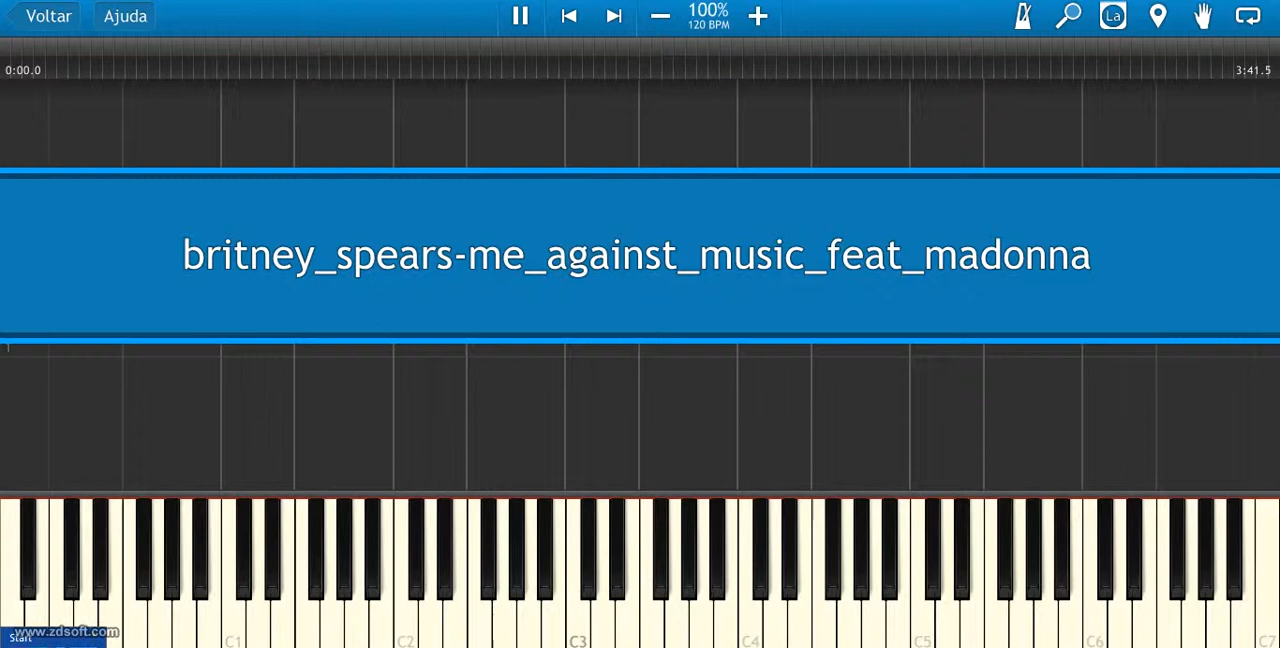 Voltar Ajuda 100% La
120 BPM
0:00.0 3:41.5
britney_spears-me_against_music_feat_madonna
www.zdsoft.com
Start C1 C2 C3 C4 C5 C6 C7